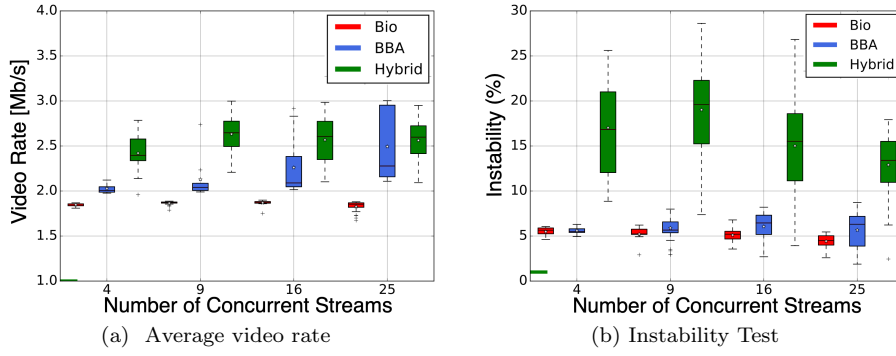 4.0
3.5
3.0
2.5
2.0
1.5
1.0
Video Rate [Mb/s]
Bio
BBA
Hybrid
4 9 16 25
Number of Concurrent Streams
(a) Average video rate
30
25
20
15
10
5
0
Instability (%)
Bio
BBA
Hybrid
4 9 16 25
Number of Concurrent Streams
(b) Instability Test